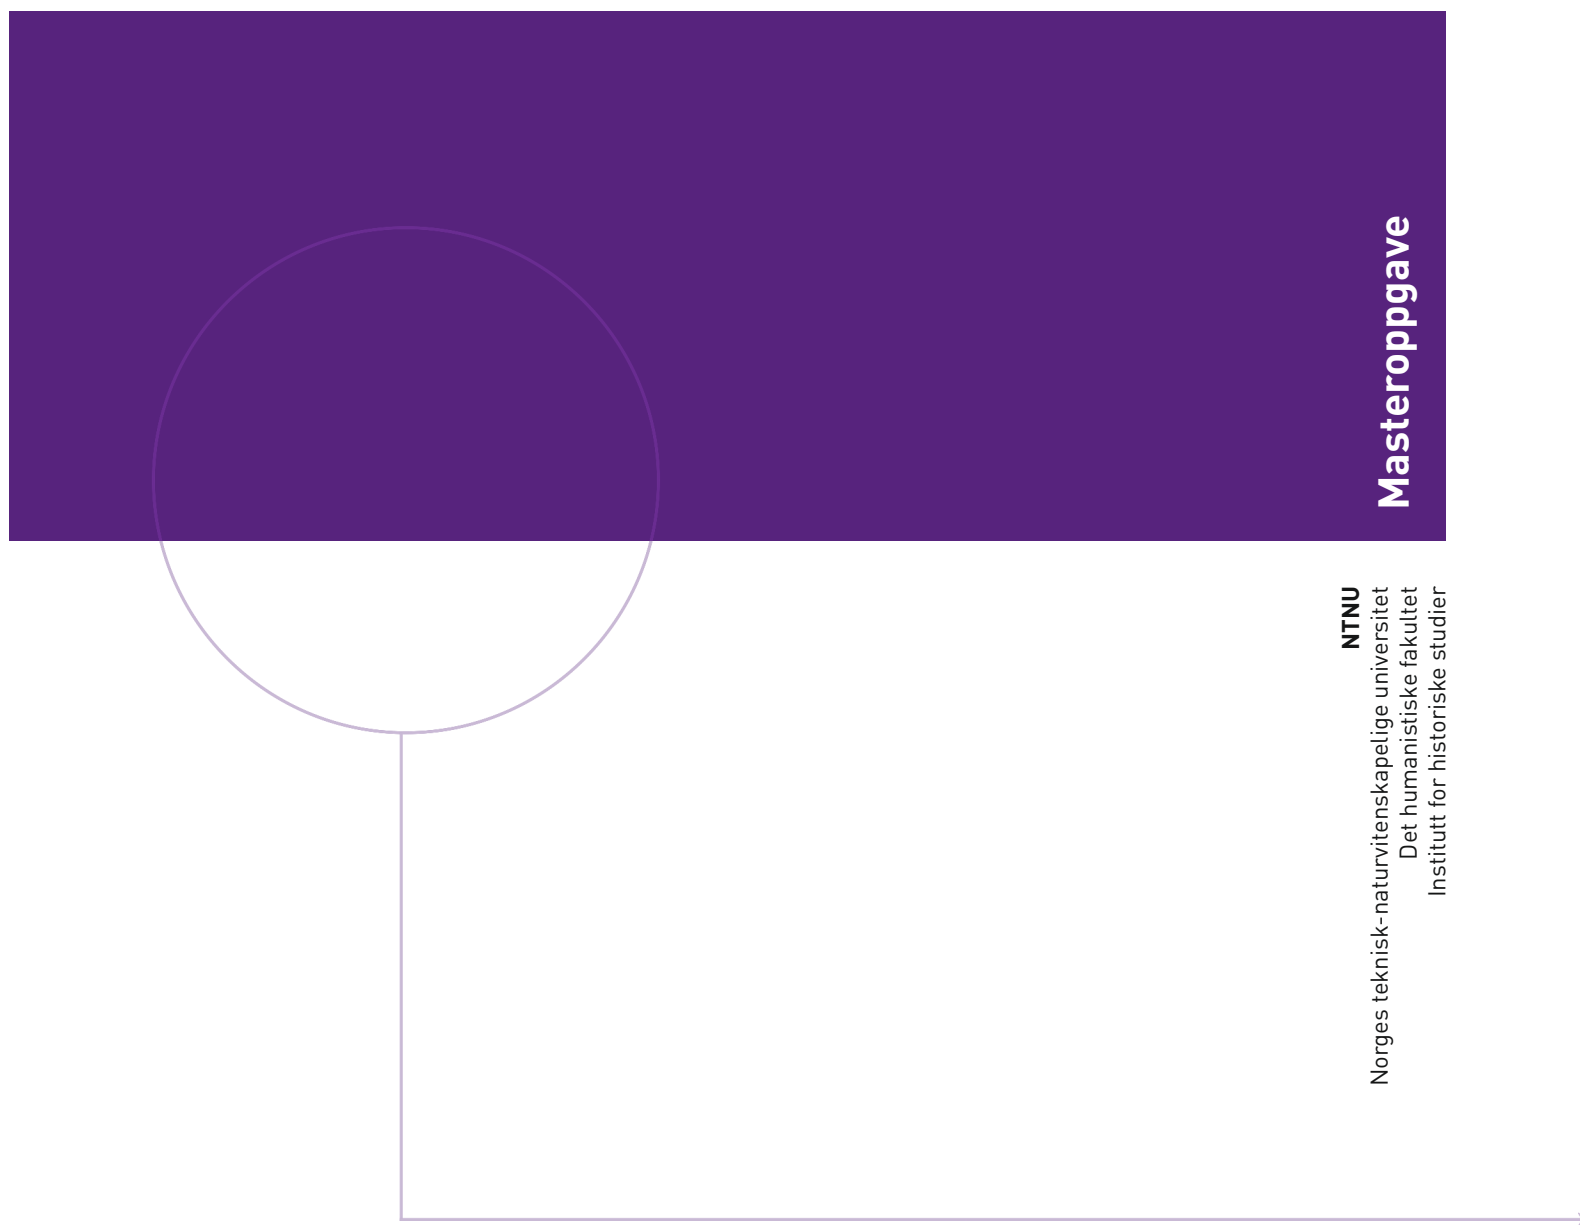 Masteroppgave
NTNU
Norges teknisk-naturvitenskapelige universitet
Det humanistiske fakultet
Institutt for historiske studier